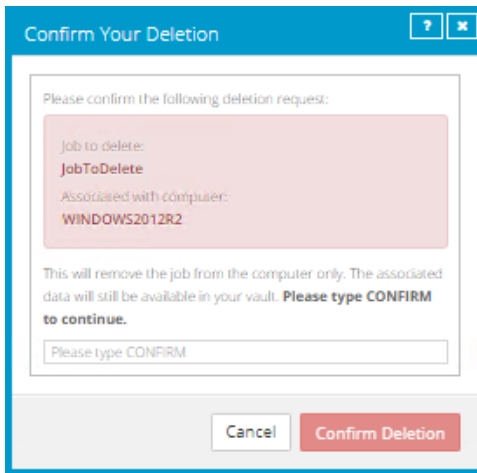 Confirm Your Deletion
? ×
Please confirm the following deletion request:
Job to delete:
JobToDelete
Associated with computer:
WINDOWS2012R2
This will remove the job from the computer only. The associated
data will still be available in your vault. Please type CONFIRM
to continue.
Please type CONFIRM
Cancel Confirm Deletion